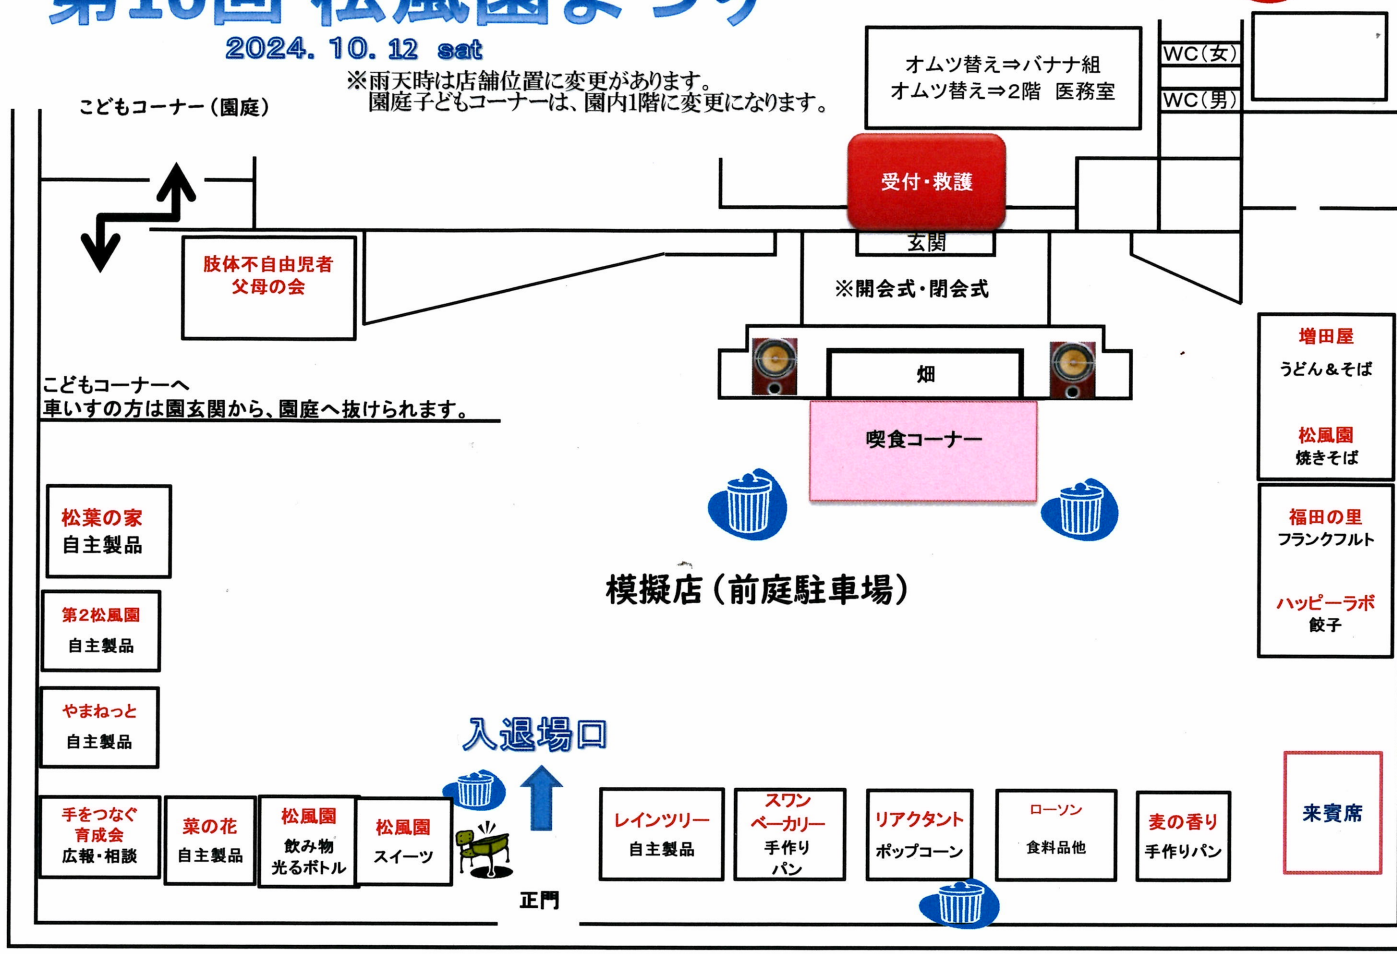 第16回 松風園まつり
2024. 10. 12 sat
※雨天時は店舗位置に変更があります。
園庭子どもコーナーは、園内1階に変更になります。
こどもコーナー(園庭)
オムツ替え⇒バナナ組
オムツ替え⇒2階 医務室
WC(女)
WC(男)
受付・救護
玄関
※開会式・閉会式
肢体不自由児者
父母の会
畑
喫食コーナー
こどもコーナーへ
車いすの方は園玄関から、園庭へ抜けられます。
増田屋
うどん&そば
松風園
焼きそば
福田の里
フランクフルト
ハッピーラボ
餃子
松葉の家
自主製品
第2松風園
自主製品
やまねっと
自主製品
模擬店(前庭駐車場)
入退場口
手をつなぐ
育成会
広報・相談
菜の花
自主製品
松風園
飲み物
光るボトル
松風園
スイーツ
正門
レインツリー
自主製品
スワン
ベーカリー
手作り
パン
リアクタント
ポップコーン
ローソン
食料品他
麦の香り
手作りパン
来賓席